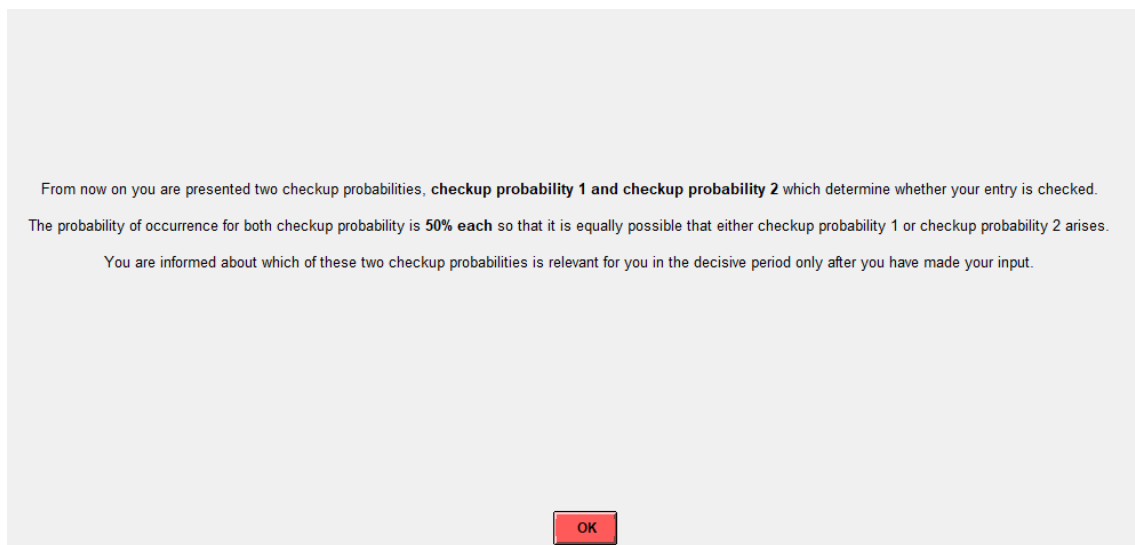 From now on you are presented two checkup probabilities, checkup probability 1 and checkup probability 2 which determine whether your entry is checked.
The probability of occurrence for both checkup probability is 50% each so that it is equally possible that either checkup probability 1 or checkup probability 2 arises.
You are informed about which of these two checkup probabilities is relevant for you in the decisive period only after you have made your input.
OK